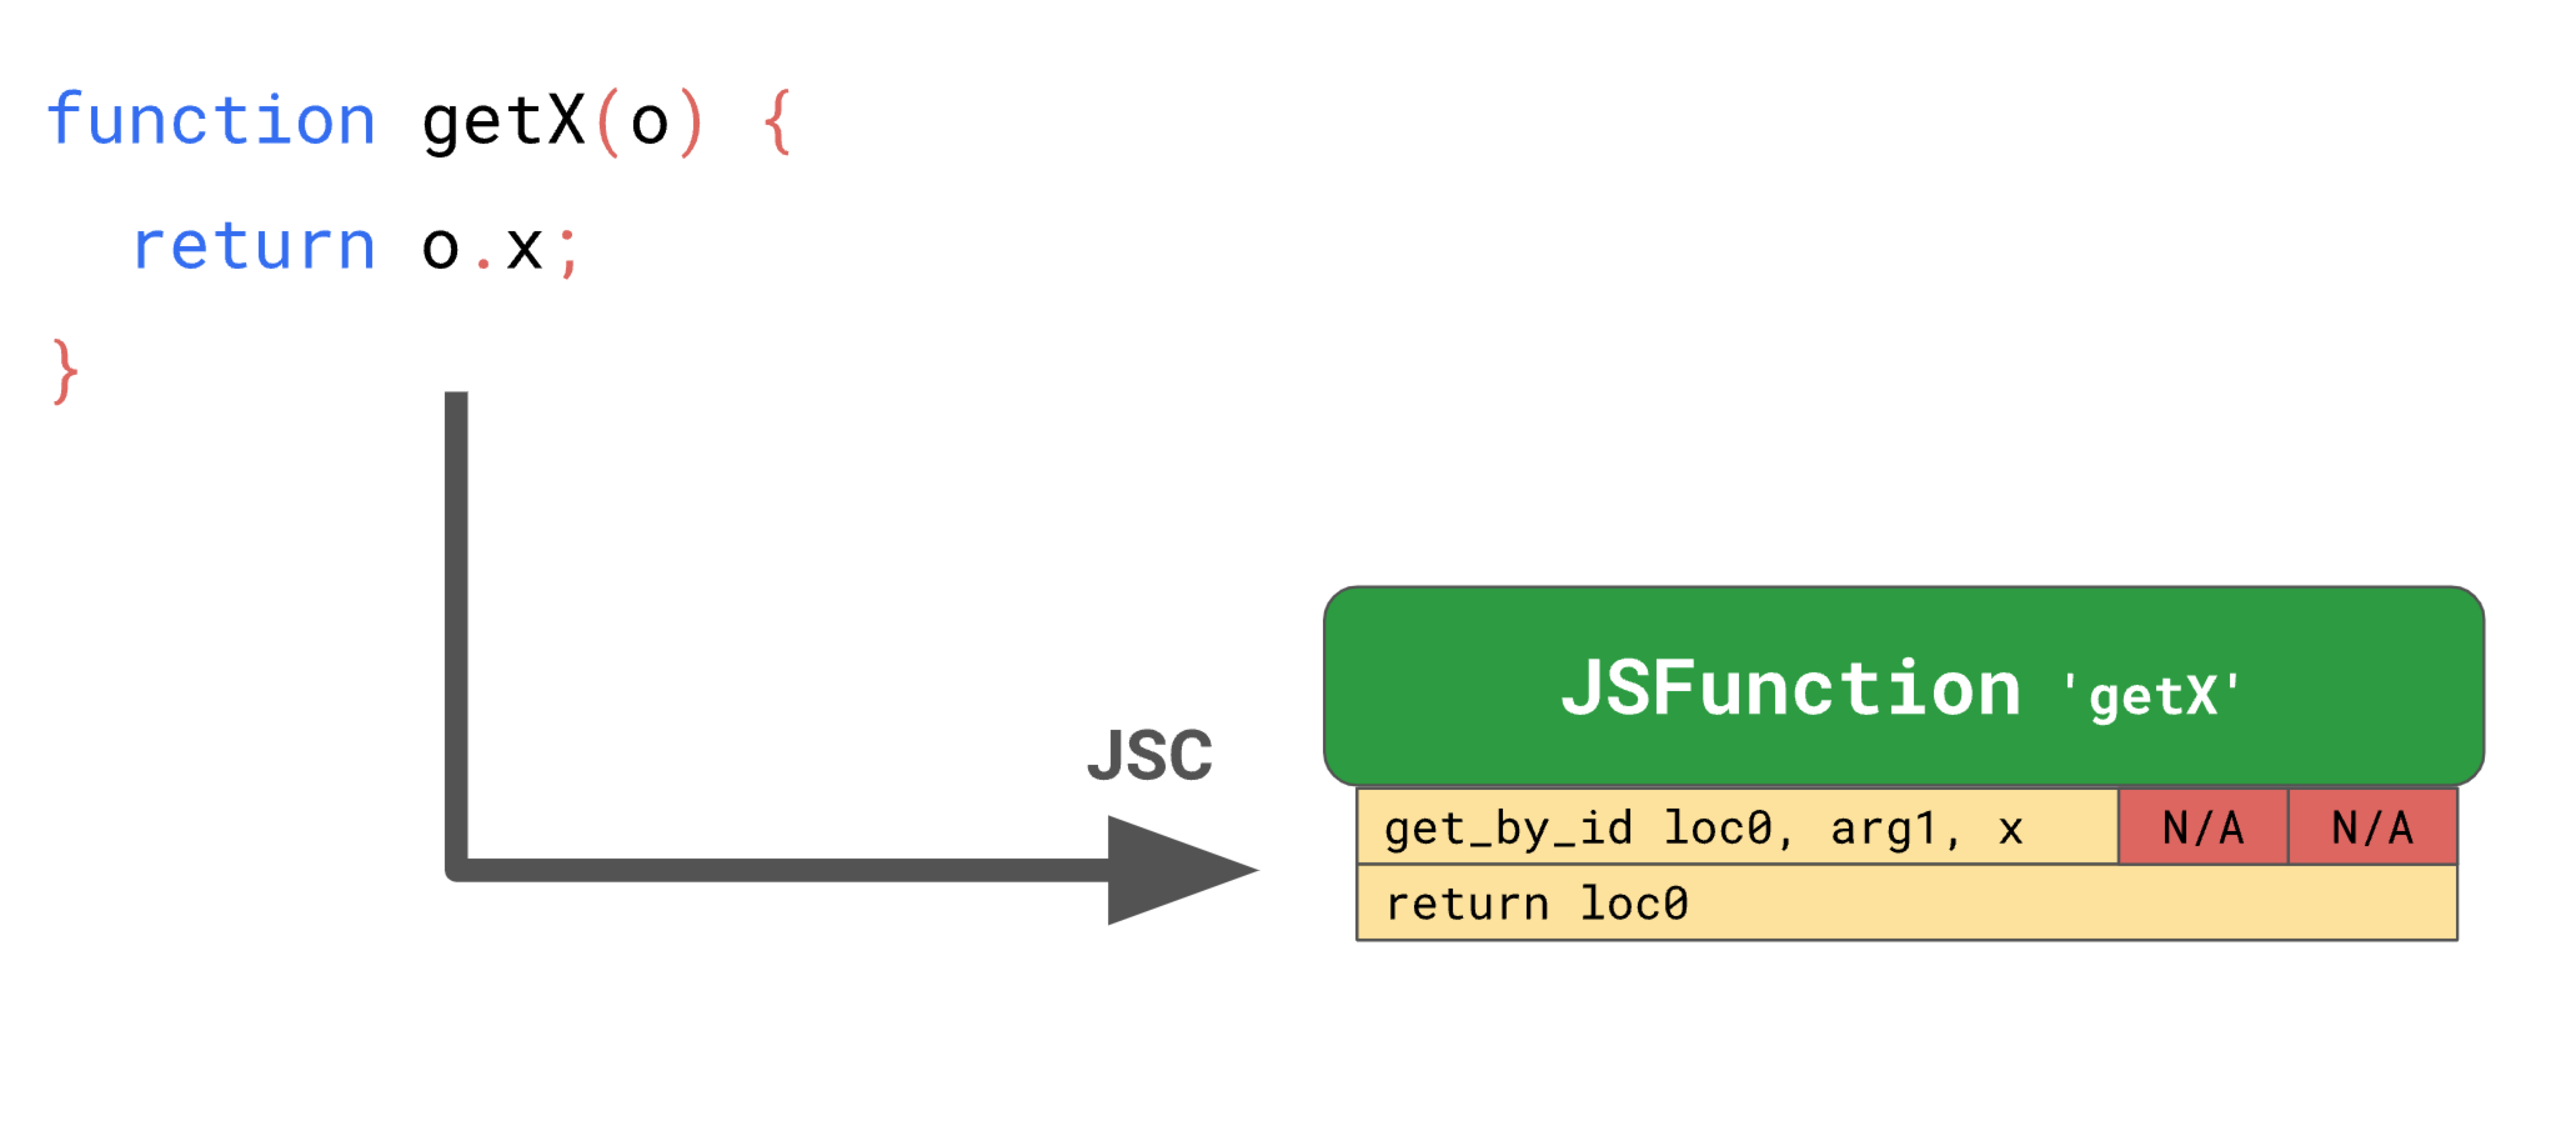 function getX(o) {
  return o.x;
}
JSC
JSFunction 'getX'
get_by_id loc0, arg1, x N/A N/A
return loc0